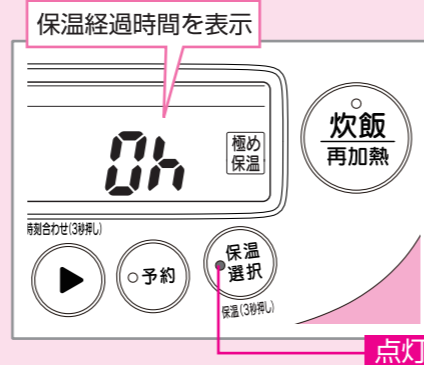 保温経過時間を表示
0h
極め
保温
炊飯
再加熱
時刻合わせ(3秒押し)
予約
保温
選択
保温(3秒押し)
点灯